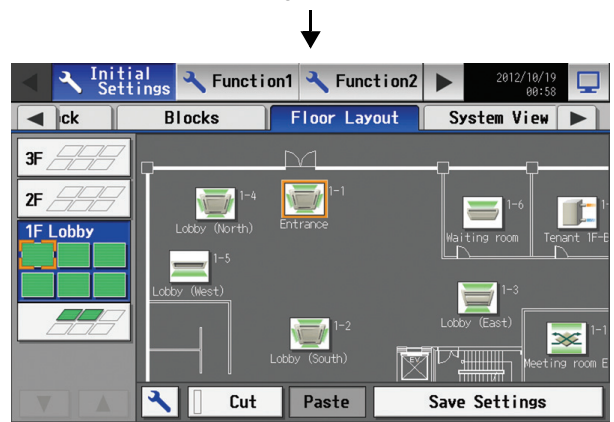 Initial
Settings
Function1
Function2
2012/10/19
00:58
ck
Blocks
Floor Layout
System View
3F
2F
1F Lobby
1-4
Lobby (North)
1-1
Entrance
1-6
Waiting room
1-
Tenant 1F-E
1-5
Lobby (West)
1-3
Lobby (East)
1-2
Lobby (South)
EV
1-1
Meeting room E
Cut
Paste
Save Settings